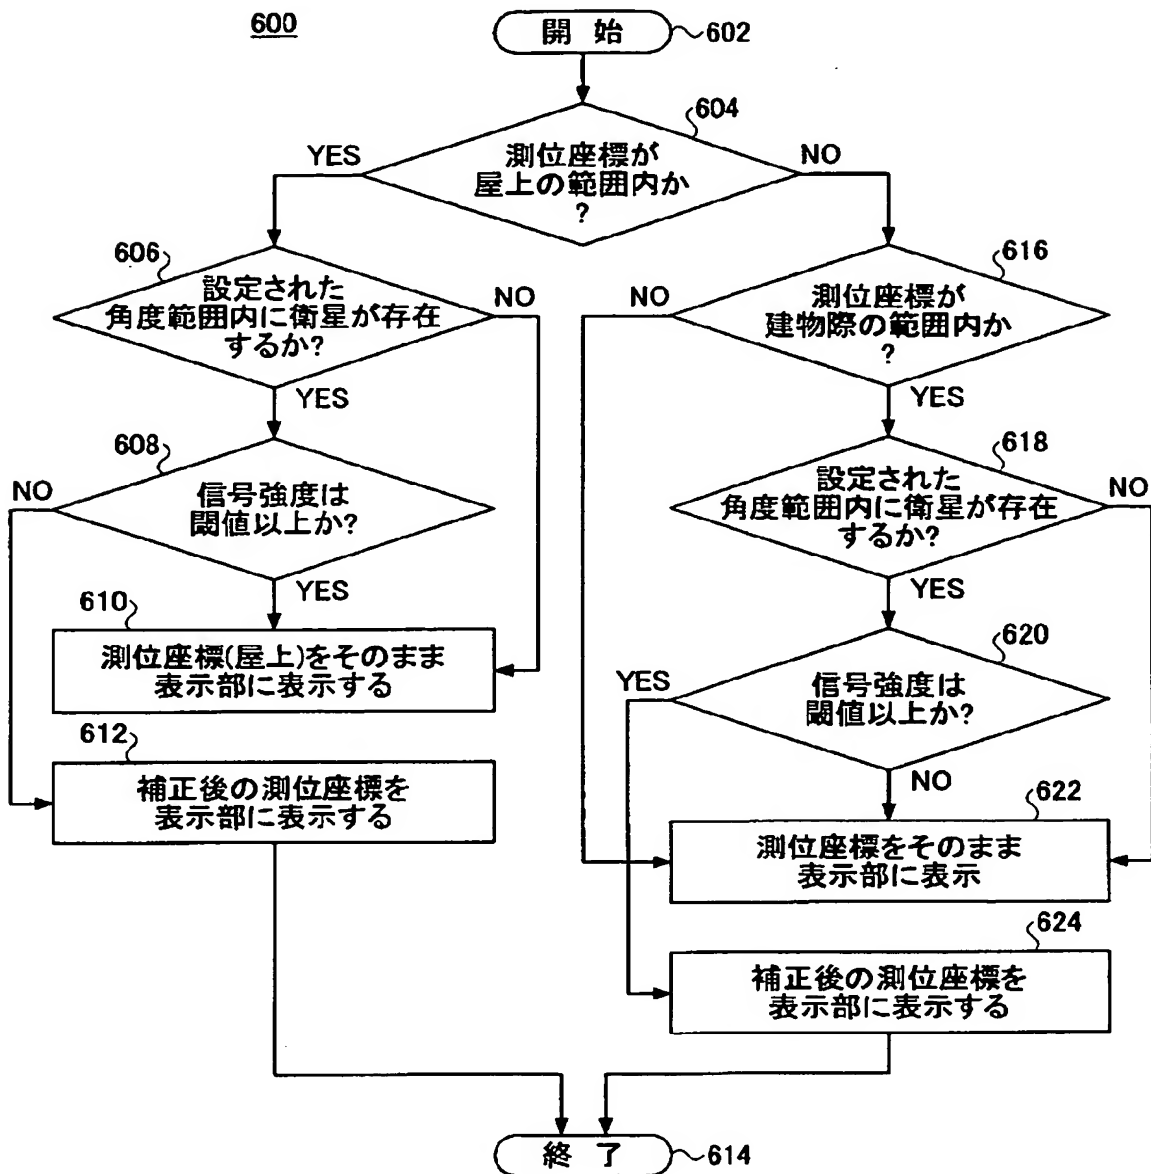 600
開始
602
604
YES
測位座標が
屋上の範囲内か
?
NO
606
設定された
角度範囲内に衛星が存在
するか?
NO
YES
616
NO
測位座標が
建物際の範囲内か
?
YES
608
NO
信号強度は
閾値以上か?
YES
618
設定された
角度範囲内に衛星が存在
するか?
NO
YES
610
測位座標(屋上)をそのまま
表示部に表示する
620
YES
信号強度は
閾値以上か?
NO
612
補正後の測位座標を
表示部に表示する
622
測位座標をそのまま
表示部に表示
624
補正後の測位座標を
表示部に表示する
終了
614